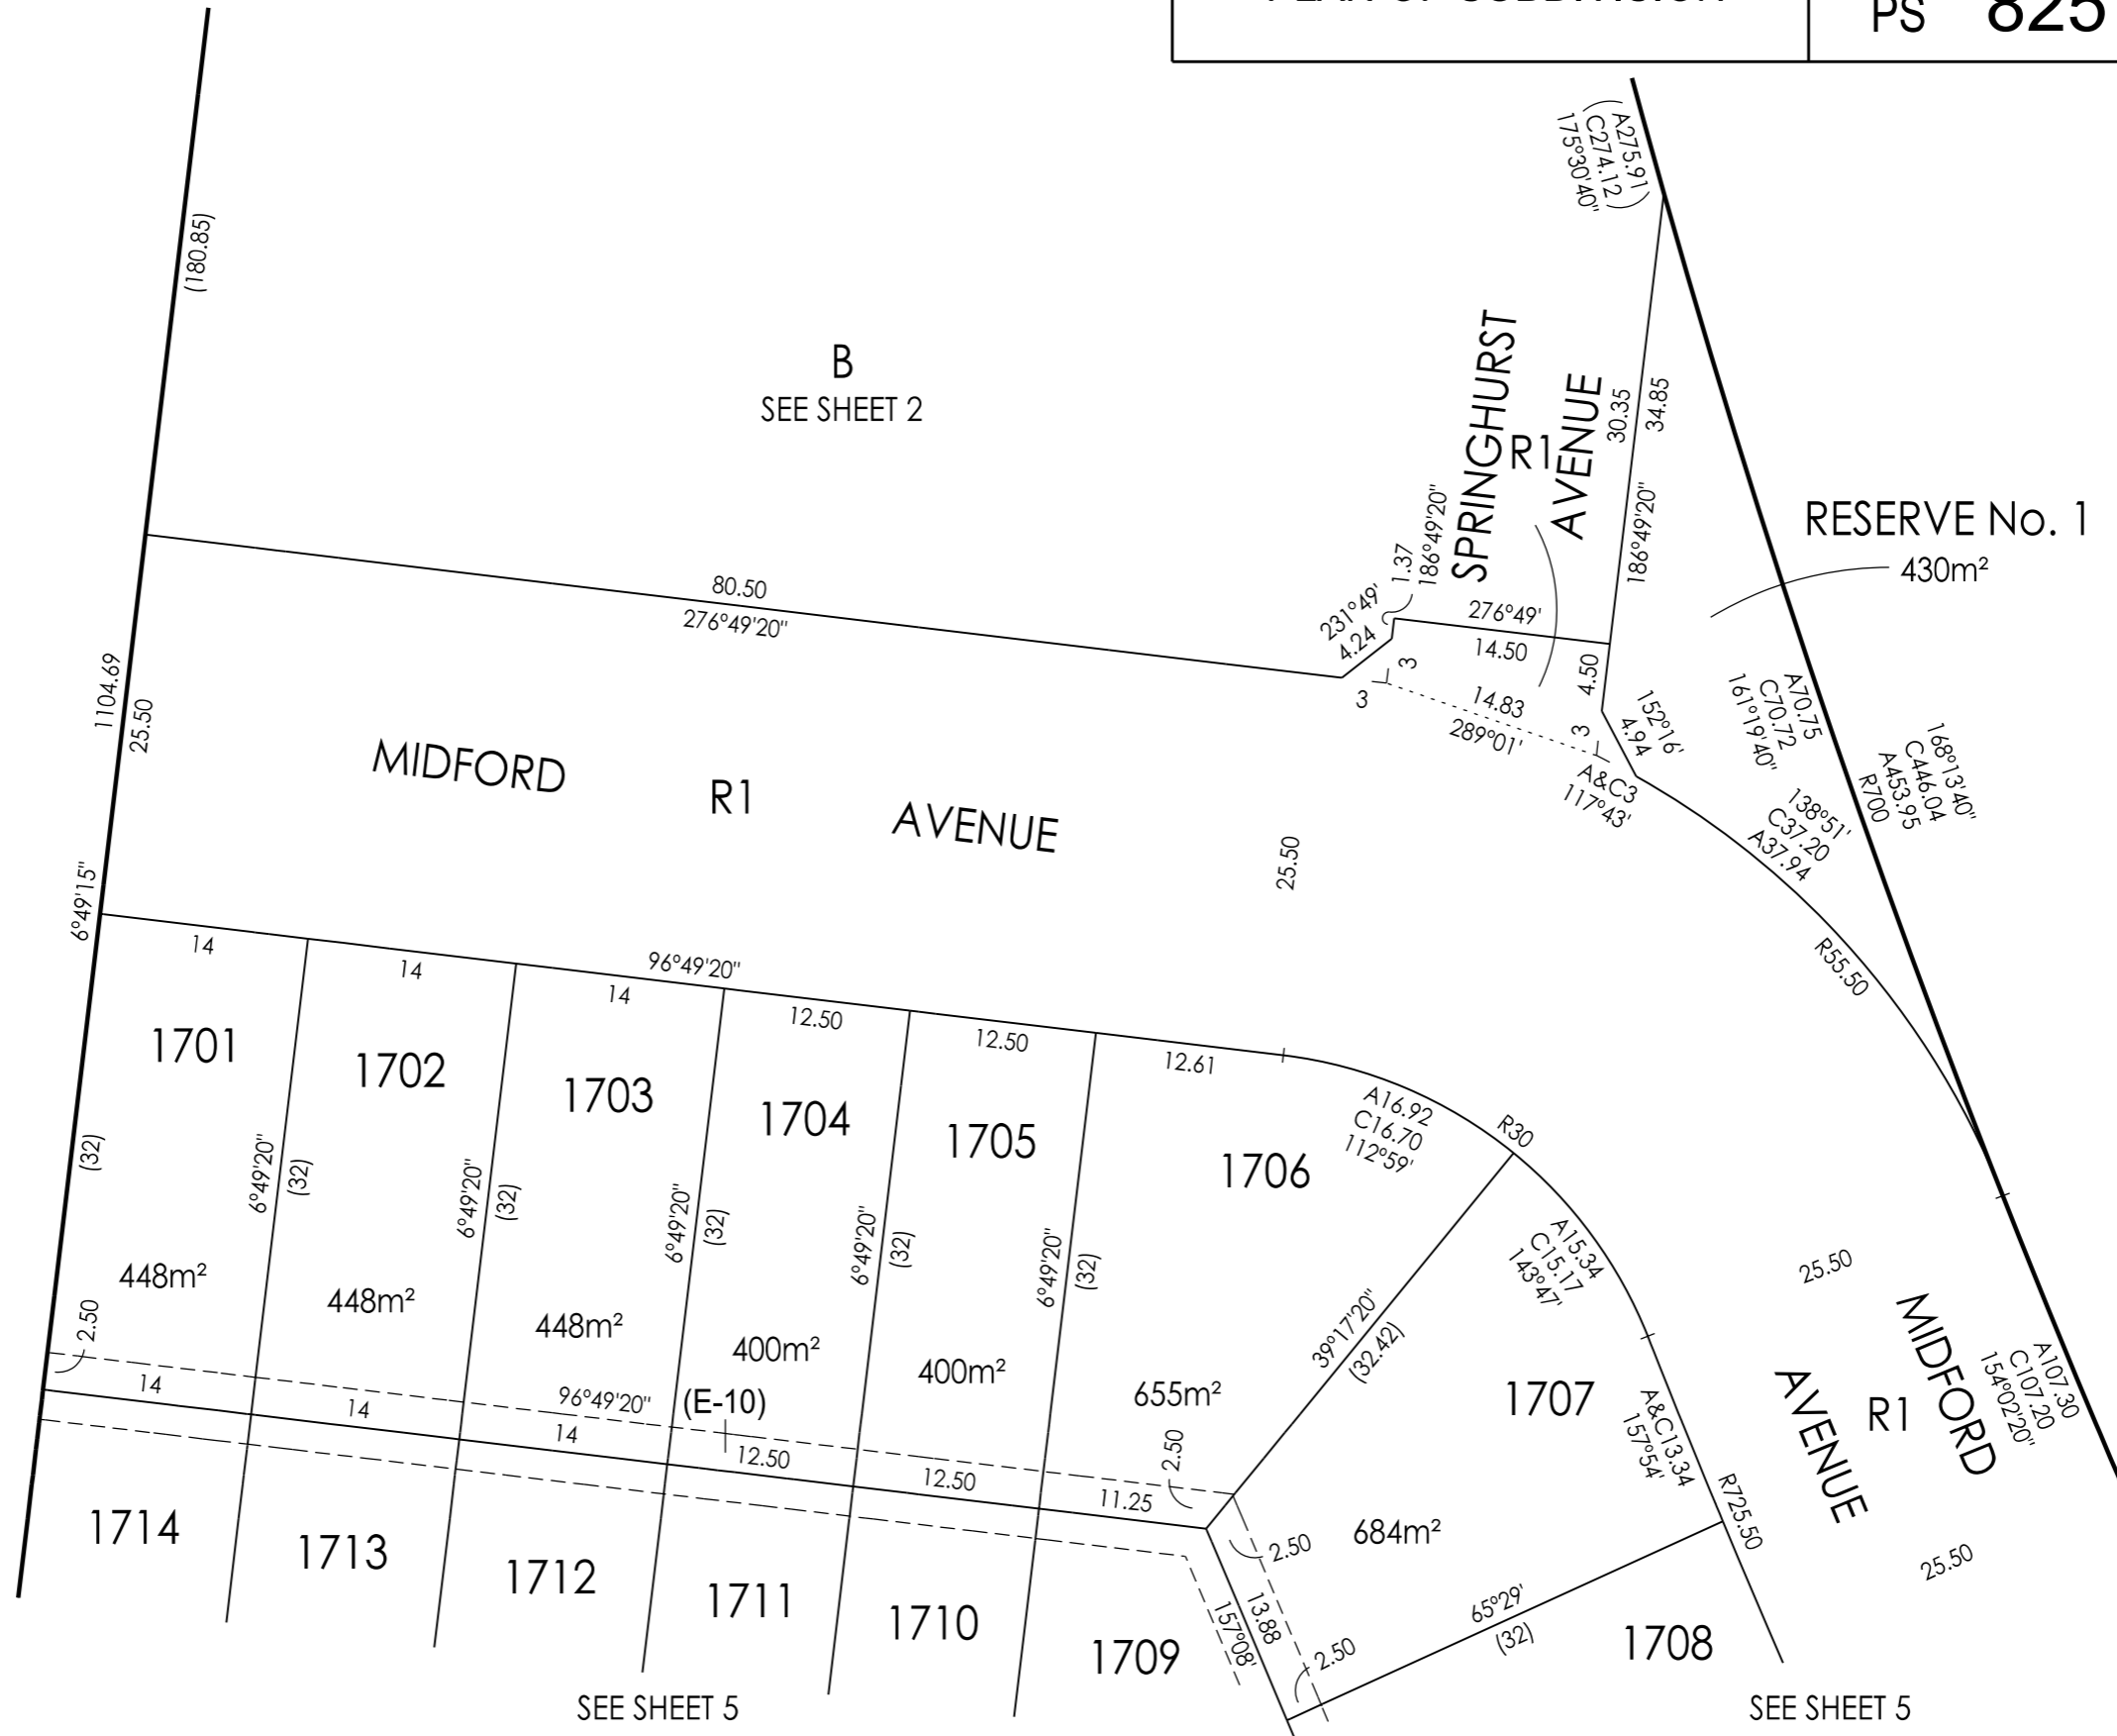 PS 825
(180.85)
A275.91
C274.12
175°30'40"
B
SEE SHEET 2
SPRINGHURST
R1
AVENUE
30.35
34.85
186°49'20"
RESERVE No. 1
430m²
1.37
186°49'20"
231°49'
4.24
276°49'
14.50
3
3
14.83
289°01'
4.50
3
152°16'
4.94
A&C3
117°43'
80.50
276°49'20"
1104.69
25.50
6°49'15"
MIDFORD R1 AVENUE
25.50
A70.75
C70.72
161°19'40"
168°13'40"
C446.04
A453.95
R700
138°51'
C37.20
A37.94
R55.50
96°49'20"
14
14
14
12.50
12.50
12.61
A16.92
C16.70
112°59'
R30
1701
1702
1703
1704
1705
1706
(32)
6°49'20"
(32)
6°49'20"
(32)
6°49'20"
(32)
6°49'20"
(32)
6°49'20"
(32)
39°17'20"
(32.42)
A15.34
C15.17
143°47'
448m²
448m²
448m²
400m²
400m²
655m²
2.50
2.50
96°49'20"
(E-10)
14
14
14
12.50
12.50
11.25
1707
684m²
A&C13.34
157°54'
R725.50
25.50
MIDFORD
R1
AVENUE
A107.30
C107.20
154°02'20"
25.50
2.50
13.88
157°08'
2.50
65°29'
(32)
1714
1713
1712
1711
1710
1709
1708
SEE SHEET 5
SEE SHEET 5